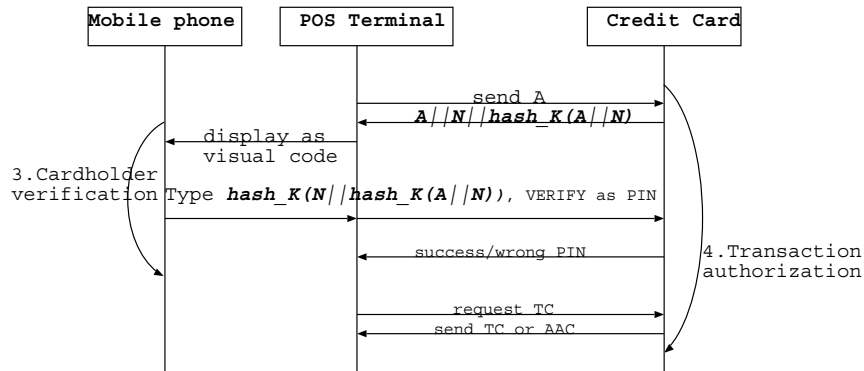 Mobile phone POS Terminal Credit Card
send A
A||N||hash_K(A||N)
display as
visual code
3.Cardholder
verification Type hash_K(N||hash_K(A||N)), VERIFY as PIN
success/wrong PIN
4.Transaction
authorization
request TC
send TC or AAC